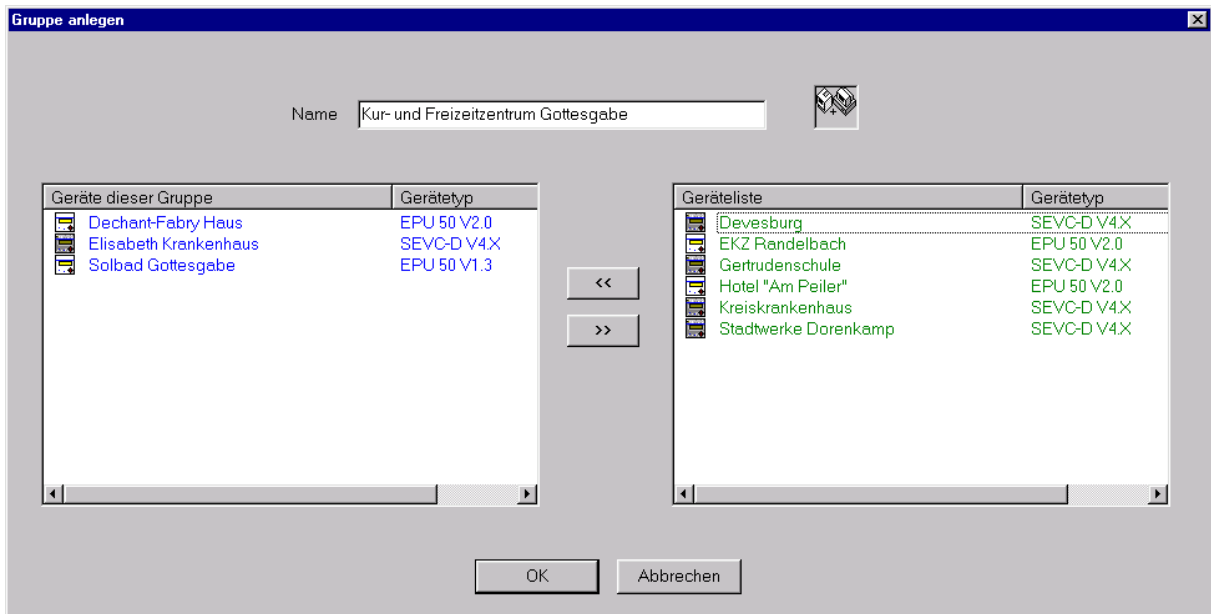 Gruppe anlegen
Name Kur- und Freizeitzentrum Gottesgabe
Geräte dieser Gruppe Gerätetyp
Dechant-Fabry Haus EPU 50 V2.0
Elisabeth Krankenhaus SEVC-D V4.X
Solbad Gottesgabe EPU 50 V1.3
<<
>>
Geräteliste Gerätetyp
Devesburg SEVC-D V4.X
EKZ Randelbach EPU 50 V2.0
Gertrudenschule SEVC-D V4.X
Hotel "Am Peiler" EPU 50 V2.0
Kreiskrankenhaus SEVC-D V4.X
Stadtwerke Dorenkamp SEVC-D V4.X
OK Abbrechen